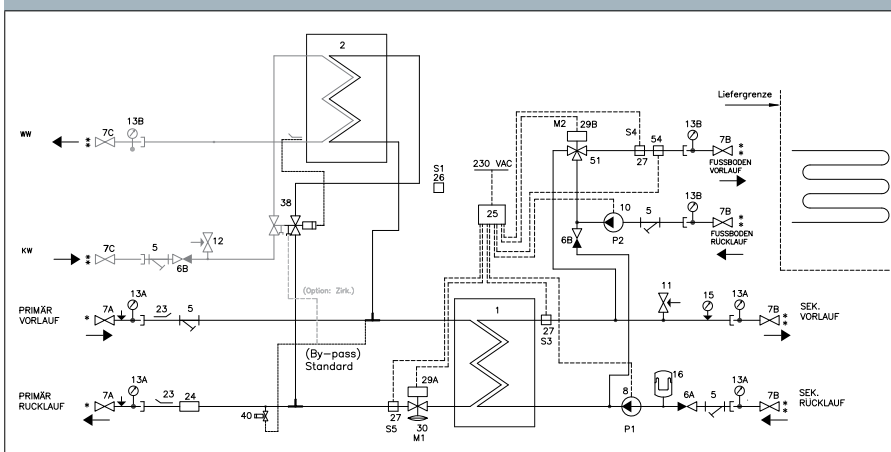 2
Liefergrenze
13B
7C
WW
**
M2
29B
S4
54
27
51
13B
7B
**
FUSSBODEN
VORLAUF
230 VAC
S1
26
25
38
10
P2
6B
5
13B
7B
**
FUSSBODEN
RÜCKLAUF
12
KW
**
7C
5
6B
(Option: Zirk.)
PRIMÄR
VORLAUF
*
7A
13A
23
5
1
27
S3
11
15
13A
7B
**
SEK.
VORLAUF
(By-pass)
Standard
PRIMÄR
RUCKLAUF
*
7A
13A
23
24
40
27
S5
29A
30
M1
8
P1
16
6A
5
13A
7B
**
SEK.
RÜCKLAUF